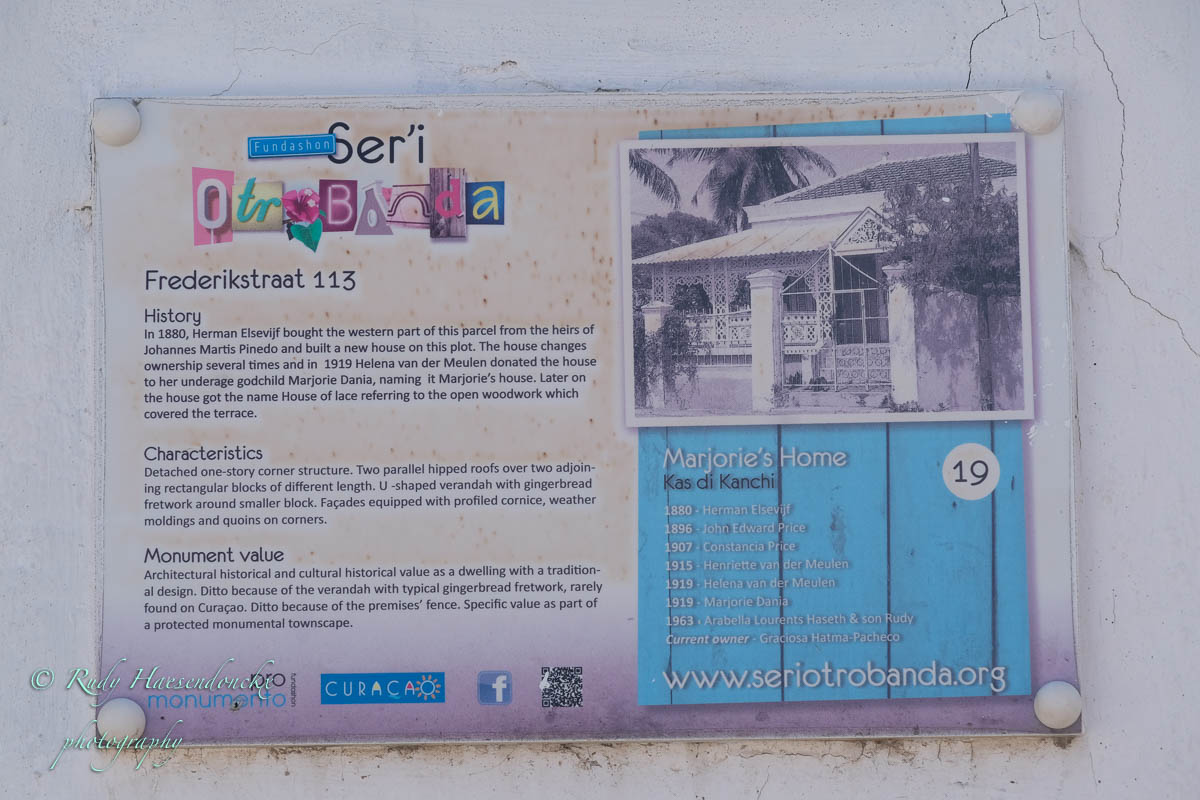 Fundashon Ser'i
Otrobanda
Frederikstraat 113
History
In 1880, Herman Elsevijf bought the western part of this parcel from the heirs of
Johannes Martis Pinedo and built a new house on this plot. The house changes
ownership several times and in 1919 Helena van der Meulen donated the house
to her underage godchild Marjorie Dania, naming it Marjorie's house. Later on
the house got the name House of lace referring to the open woodwork which
covered the terrace.
Characteristics
Detached one-story corner structure. Two parallel hipped roofs over two adjoin-
ing rectangular blocks of different length. U -shaped verandah with gingerbread
fretwork around smaller block. Façades equipped with profiled cornice, weather
moldings and quoins on corners.
Monument value
Architectural historical and cultural historical value as a dwelling with a tradition-
al design. Ditto because of the verandah with typical gingerbread fretwork, rarely
found on Curaçao. Ditto because of the premises' fence. Specific value as part of
a protected monumental townscape.
Marjorie's Home
Kas di Kanchi
19
1880 - Herman Elsevijf
1896 - John Edward Price
1907 - Constancia Price
1915 - Henriette van der Meulen
1919 - Helena van der Meulen
1919 - Marjorie Dania
1963 - Arabella Lourents Haseth & son Rudy
Current owner - Graciosa Hatma-Pacheco
www.seriotrobanda.org
monumento
CURAÇAO
f
© Rudy Haesendonckx
photography